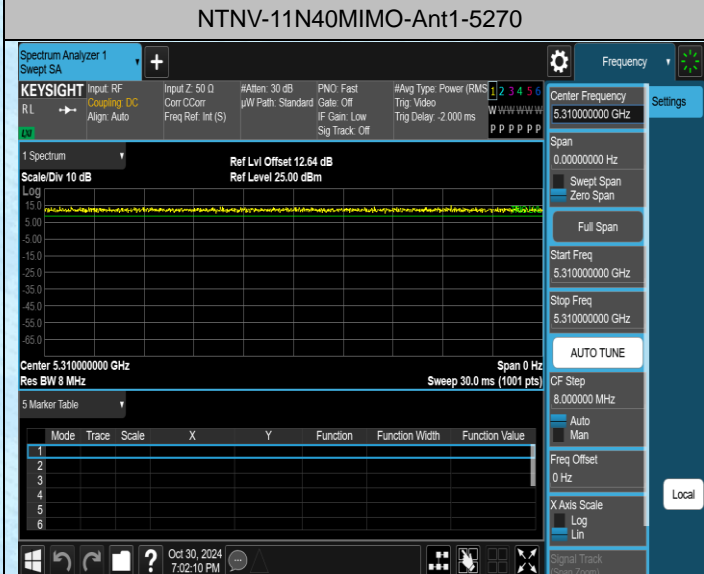 NTNV-11N40MIMO-Ant1-5270
Spectrum Analyzer 1
Swept SA
Frequency
KEYSIGHT
RL
Input: RF
Coupling: DC
Align: Auto
Input Z: 50 Ω
Corr CCorr
Freq Ref: Int (S)
#Atten: 30 dB
µW Path: Standard
PNO: Fast
Gate: Off
IF Gain: Low
Sig Track: Off
#Avg Type: Power (RMS
Trig: Video
Trig Delay: -2.000 ms
1 2 3 4 5 6
W W W W W W
P P P P P P
Center Frequency
5.310000000 GHz
Settings
Span
0.00000000 Hz
Swept Span
Zero Span
Full Span
Start Freq
5.310000000 GHz
Stop Freq
5.310000000 GHz
AUTO TUNE
CF Step
8.000000 MHz
Auto
Man
Freq Offset
0 Hz
X Axis Scale
Log
Lin
Signal Track
(Span Zoom)
Local
1 Spectrum
Scale/Div 10 dB
Ref Lvl Offset 12.64 dB
Ref Level 25.00 dBm
Log
15.0
5.00
-5.00
-15.0
-25.0
-35.0
-45.0
-55.0
-65.0
Center 5.310000000 GHz
Span 0 Hz
Res BW 8 MHz
Sweep 30.0 ms (1001 pts)
5 Marker Table
Mode Trace Scale X Y Function Function Width Function Value
1
2
3
4
5
6
Oct 30, 2024
7:02:10 PM